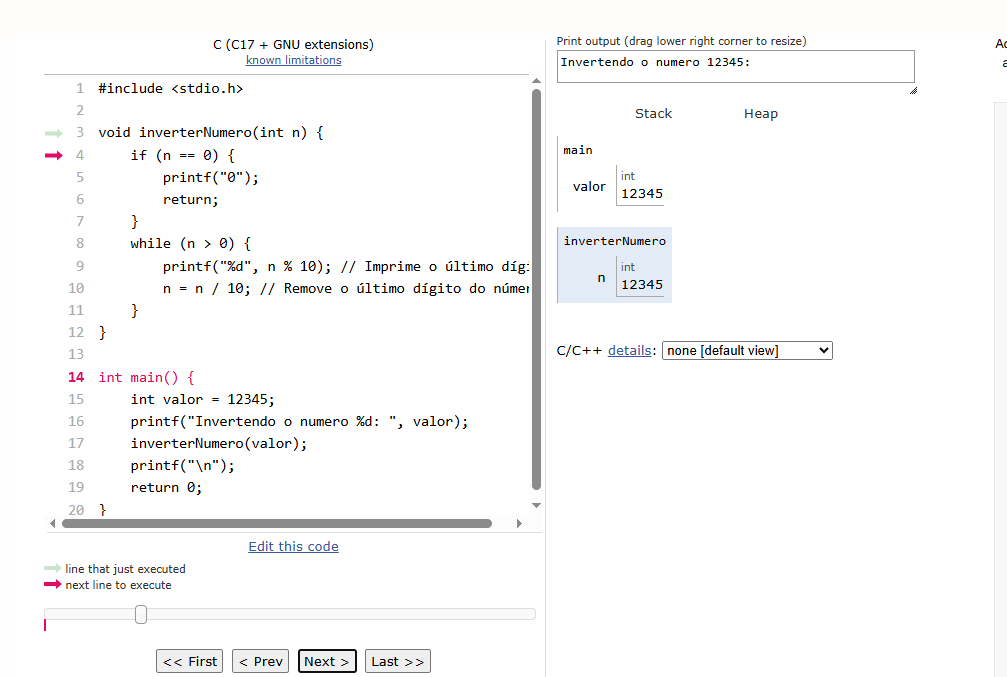 C (C17 + GNU extensions)
known limitations
1 #include <stdio.h>
2
3 void inverterNumero(int n) {
4 if (n == 0) {
5 printf("0");
6 return;
7 }
8 while (n > 0) {
9 printf("%d", n % 10); // Imprime o último díg
10 n = n / 10; // Remove o último dígito do núme
11 }
12 }
13
14 int main() {
15 int valor = 12345;
16 printf("Invertendo o numero %d: ", valor);
17 inverterNumero(valor);
18 printf("\n");
19 return 0;
20 }
Edit this code
line that just executed
next line to execute
<< First
< Prev
Next >
Last >>
Print output (drag lower right corner to resize)
Invertendo o numero 12345:
Stack Heap
main
int
valor 12345
inverterNumero
int
n 12345
C/C++ details: none [default view]